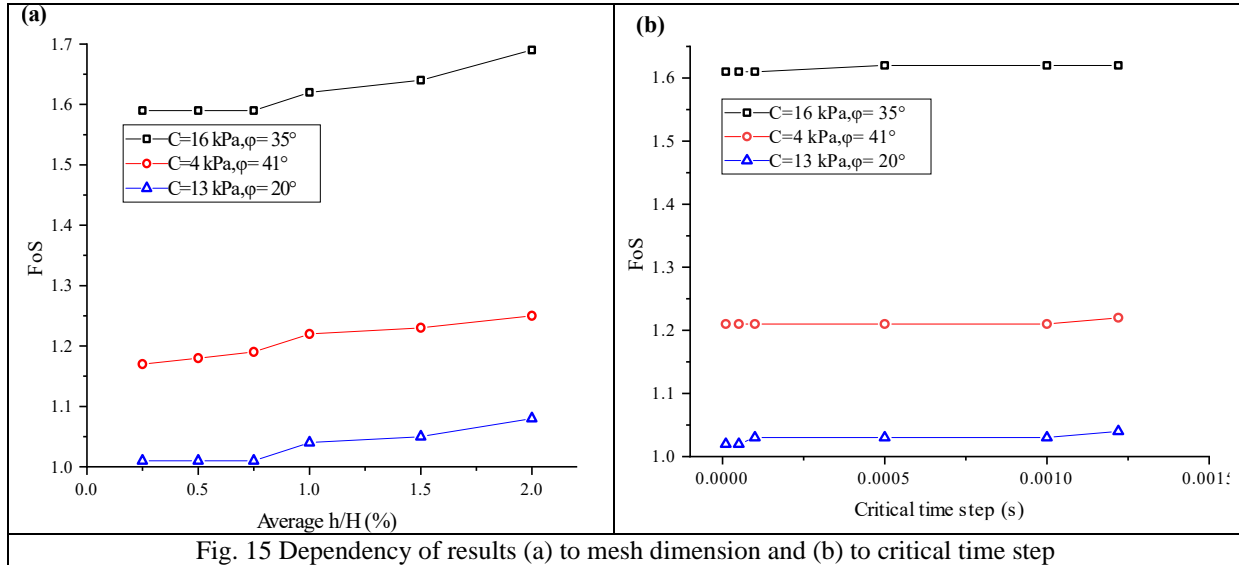 (a)
1.7
1.6
1.5
1.4
1.3
1.2
1.1
1.0
FoS
C=16 kPa,φ= 35°
C=4 kPa,φ= 41°
C=13 kPa,φ= 20°
0.0 0.5 1.0 1.5 2.0
Average h/H (%)
(b)
1.6
1.5
1.4
1.3
1.2
1.1
1.0
FoS
C=16 kPa,φ= 35°
C=4 kPa,φ= 41°
C=13 kPa,φ= 20°
0.0000 0.0005 0.0010 0.0015
Critical time step (s)
Fig. 15 Dependency of results (a) to mesh dimension and (b) to critical time step